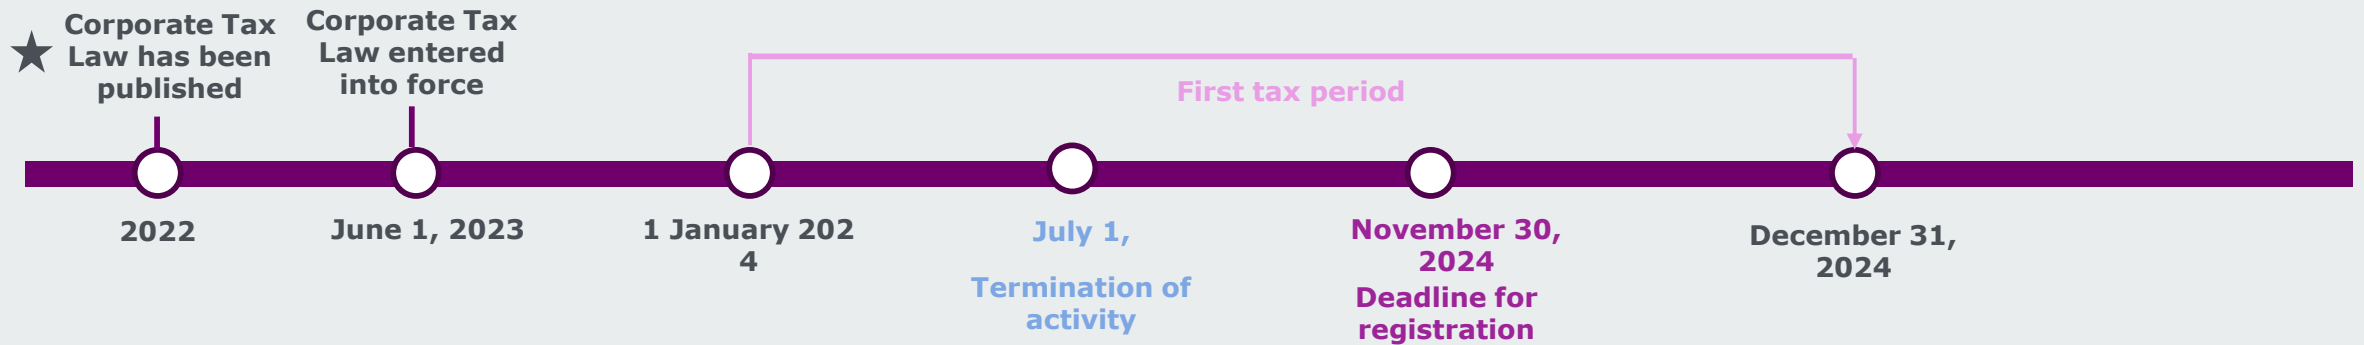 Corporate Tax
Law has been
published
Corporate Tax
Law entered
into force
First tax period
2022
June 1, 2023
1 January 202
4
July 1,
Termination of
activity
November 30,
2024
Deadline for
registration
December 31,
2024